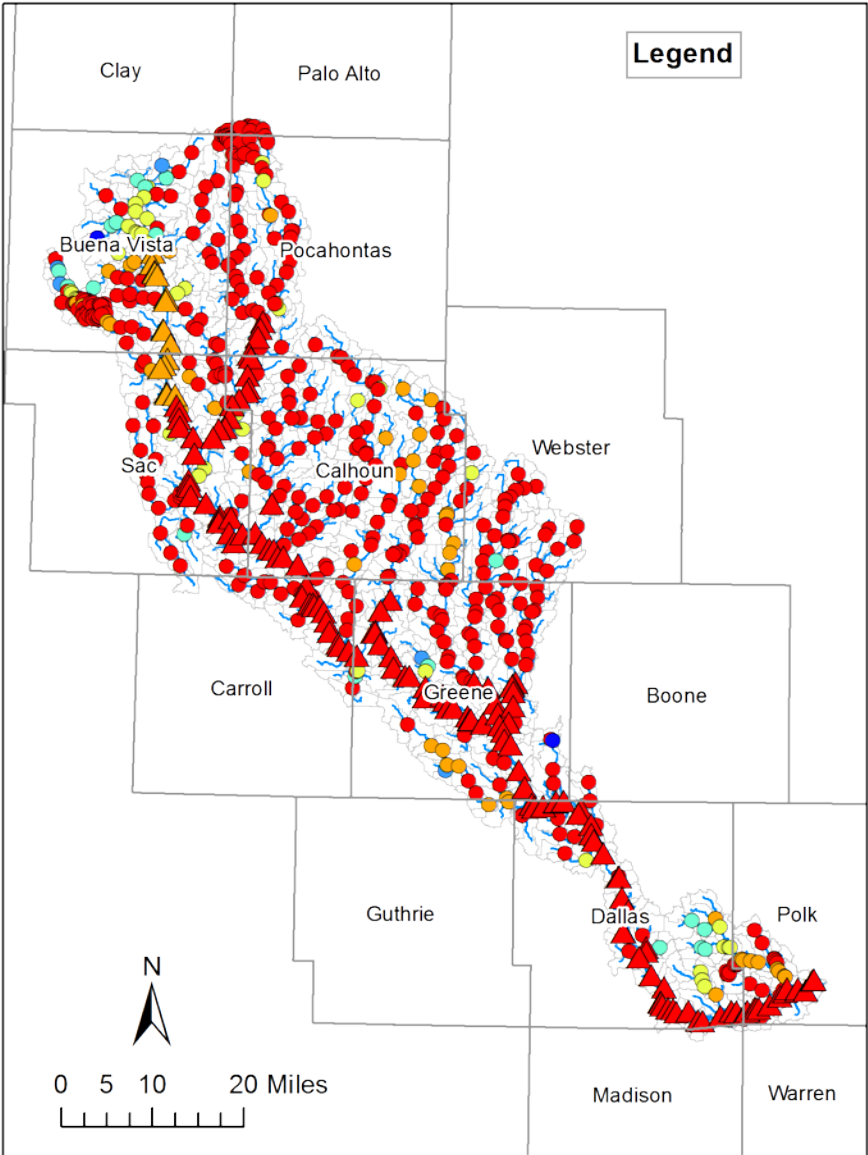 Legend
Clay
Palo Alto
Buena Vista
Pocahontas
Webster
Sac
Calhoun
Carroll
Greene
Boone
Guthrie
Dallas
Polk
N
0 5 10 20 Miles
Madison
Warren